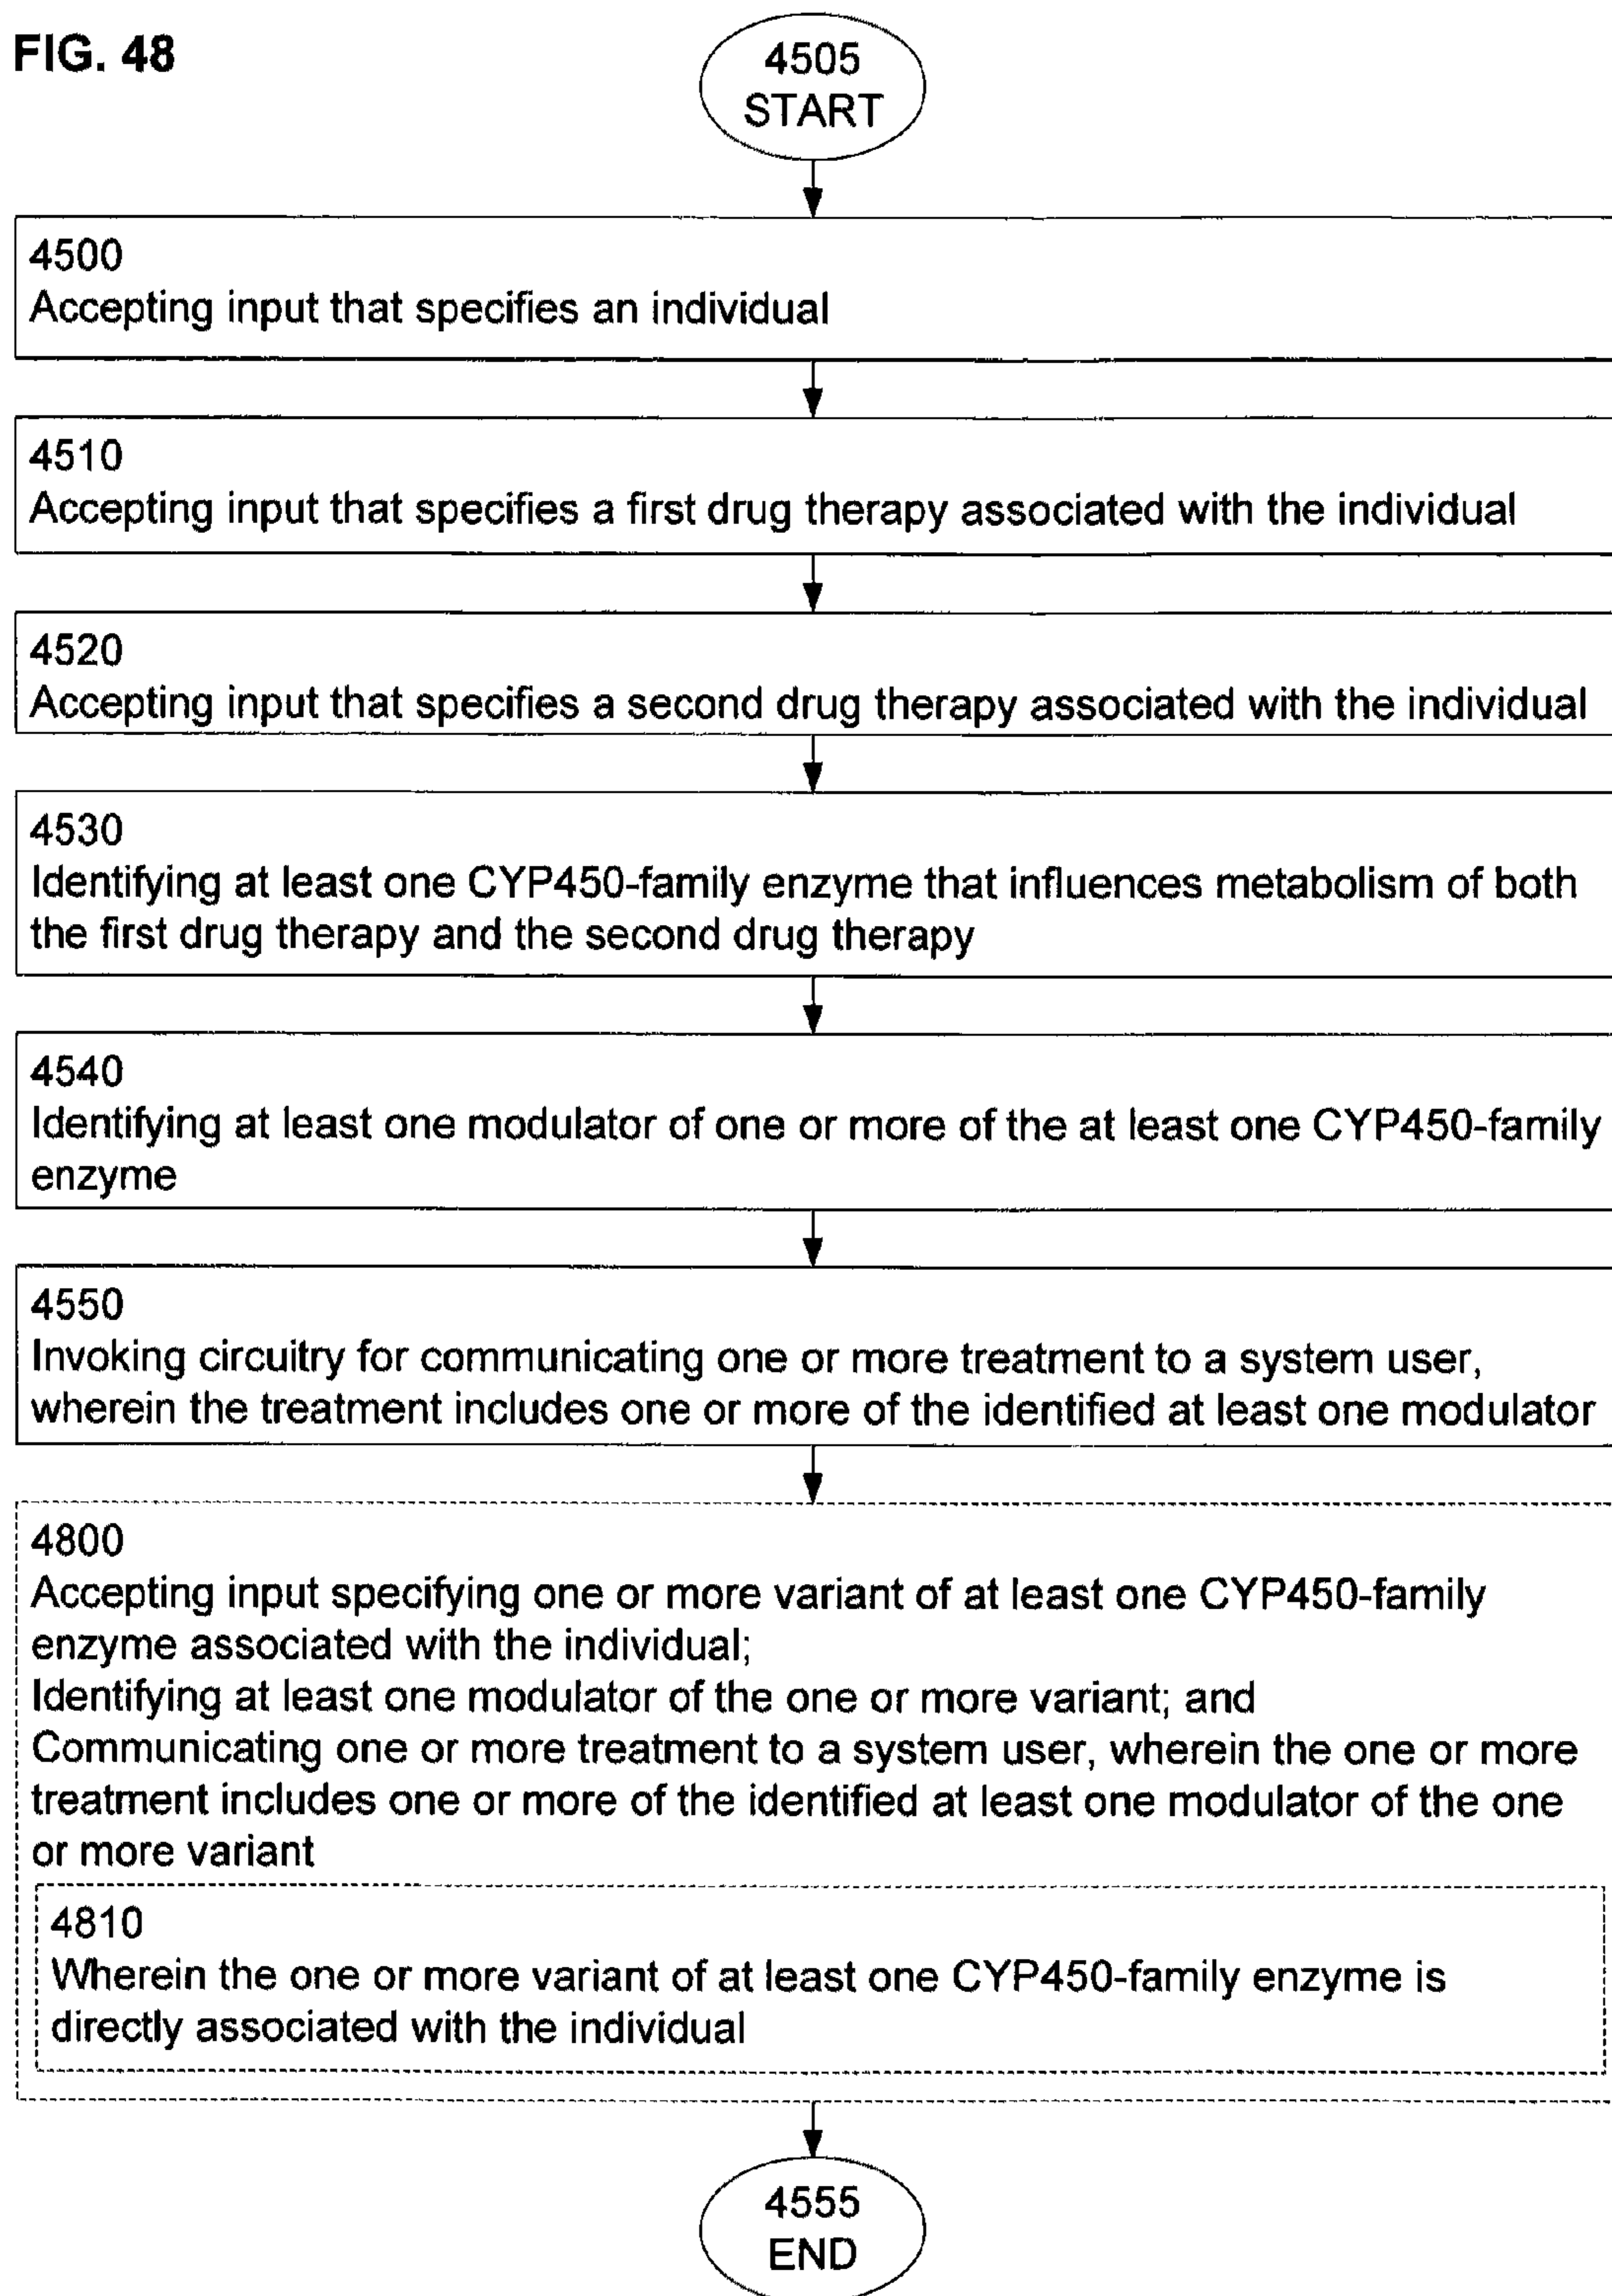 FIG. 48
4505
START
4500
Accepting input that specifies an individual
4510
Accepting input that specifies a first drug therapy associated with the individual
4520
Accepting input that specifies a second drug therapy associated with the individual
4530
Identifying at least one CYP450-family enzyme that influences metabolism of both
the first drug therapy and the second drug therapy
4540
Identifying at least one modulator of one or more of the at least one CYP450-family
enzyme
4550
Invoking circuitry for communicating one or more treatment to a system user,
wherein the treatment includes one or more of the identified at least one modulator
4800
Accepting input specifying one or more variant of at least one CYP450-family
enzyme associated with the individual;
Identifying at least one modulator of the one or more variant; and
Communicating one or more treatment to a system user, wherein the one or more
treatment includes one or more of the identified at least one modulator of the one
or more variant
4810
Wherein the one or more variant of at least one CYP450-family enzyme is
directly associated with the individual
4555
END